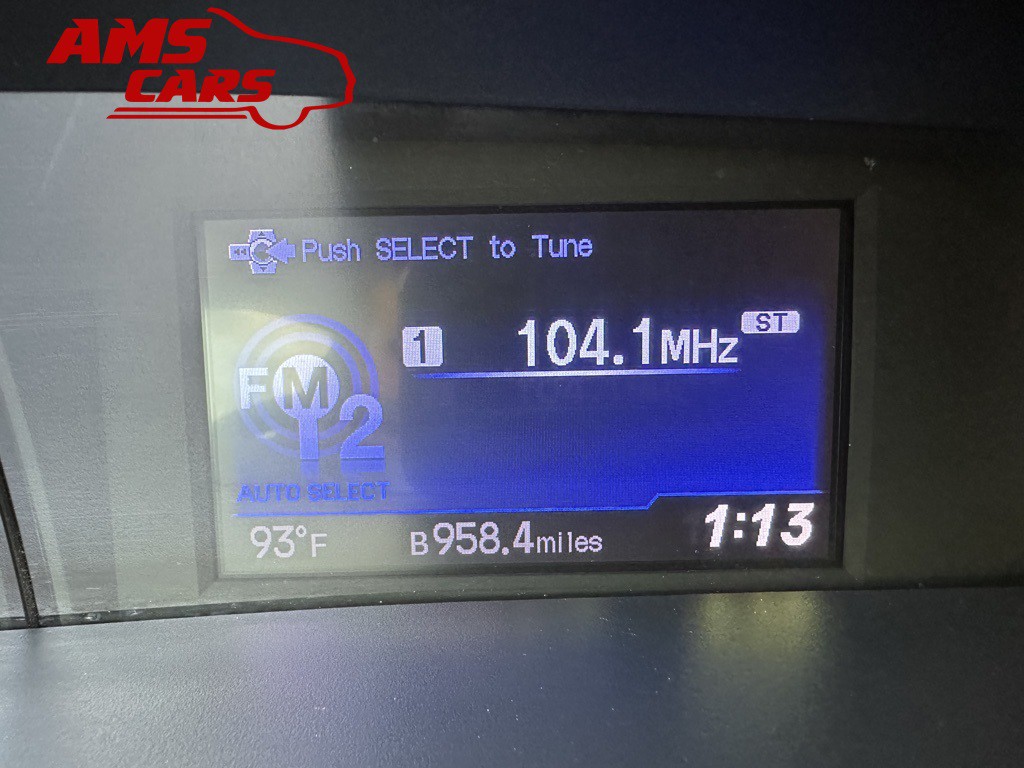 AMS
CARS
Push SELECT to Tune
1 104.1MHz ST
FM
2
AUTO SELECT
93°F B958.4miles 1:13